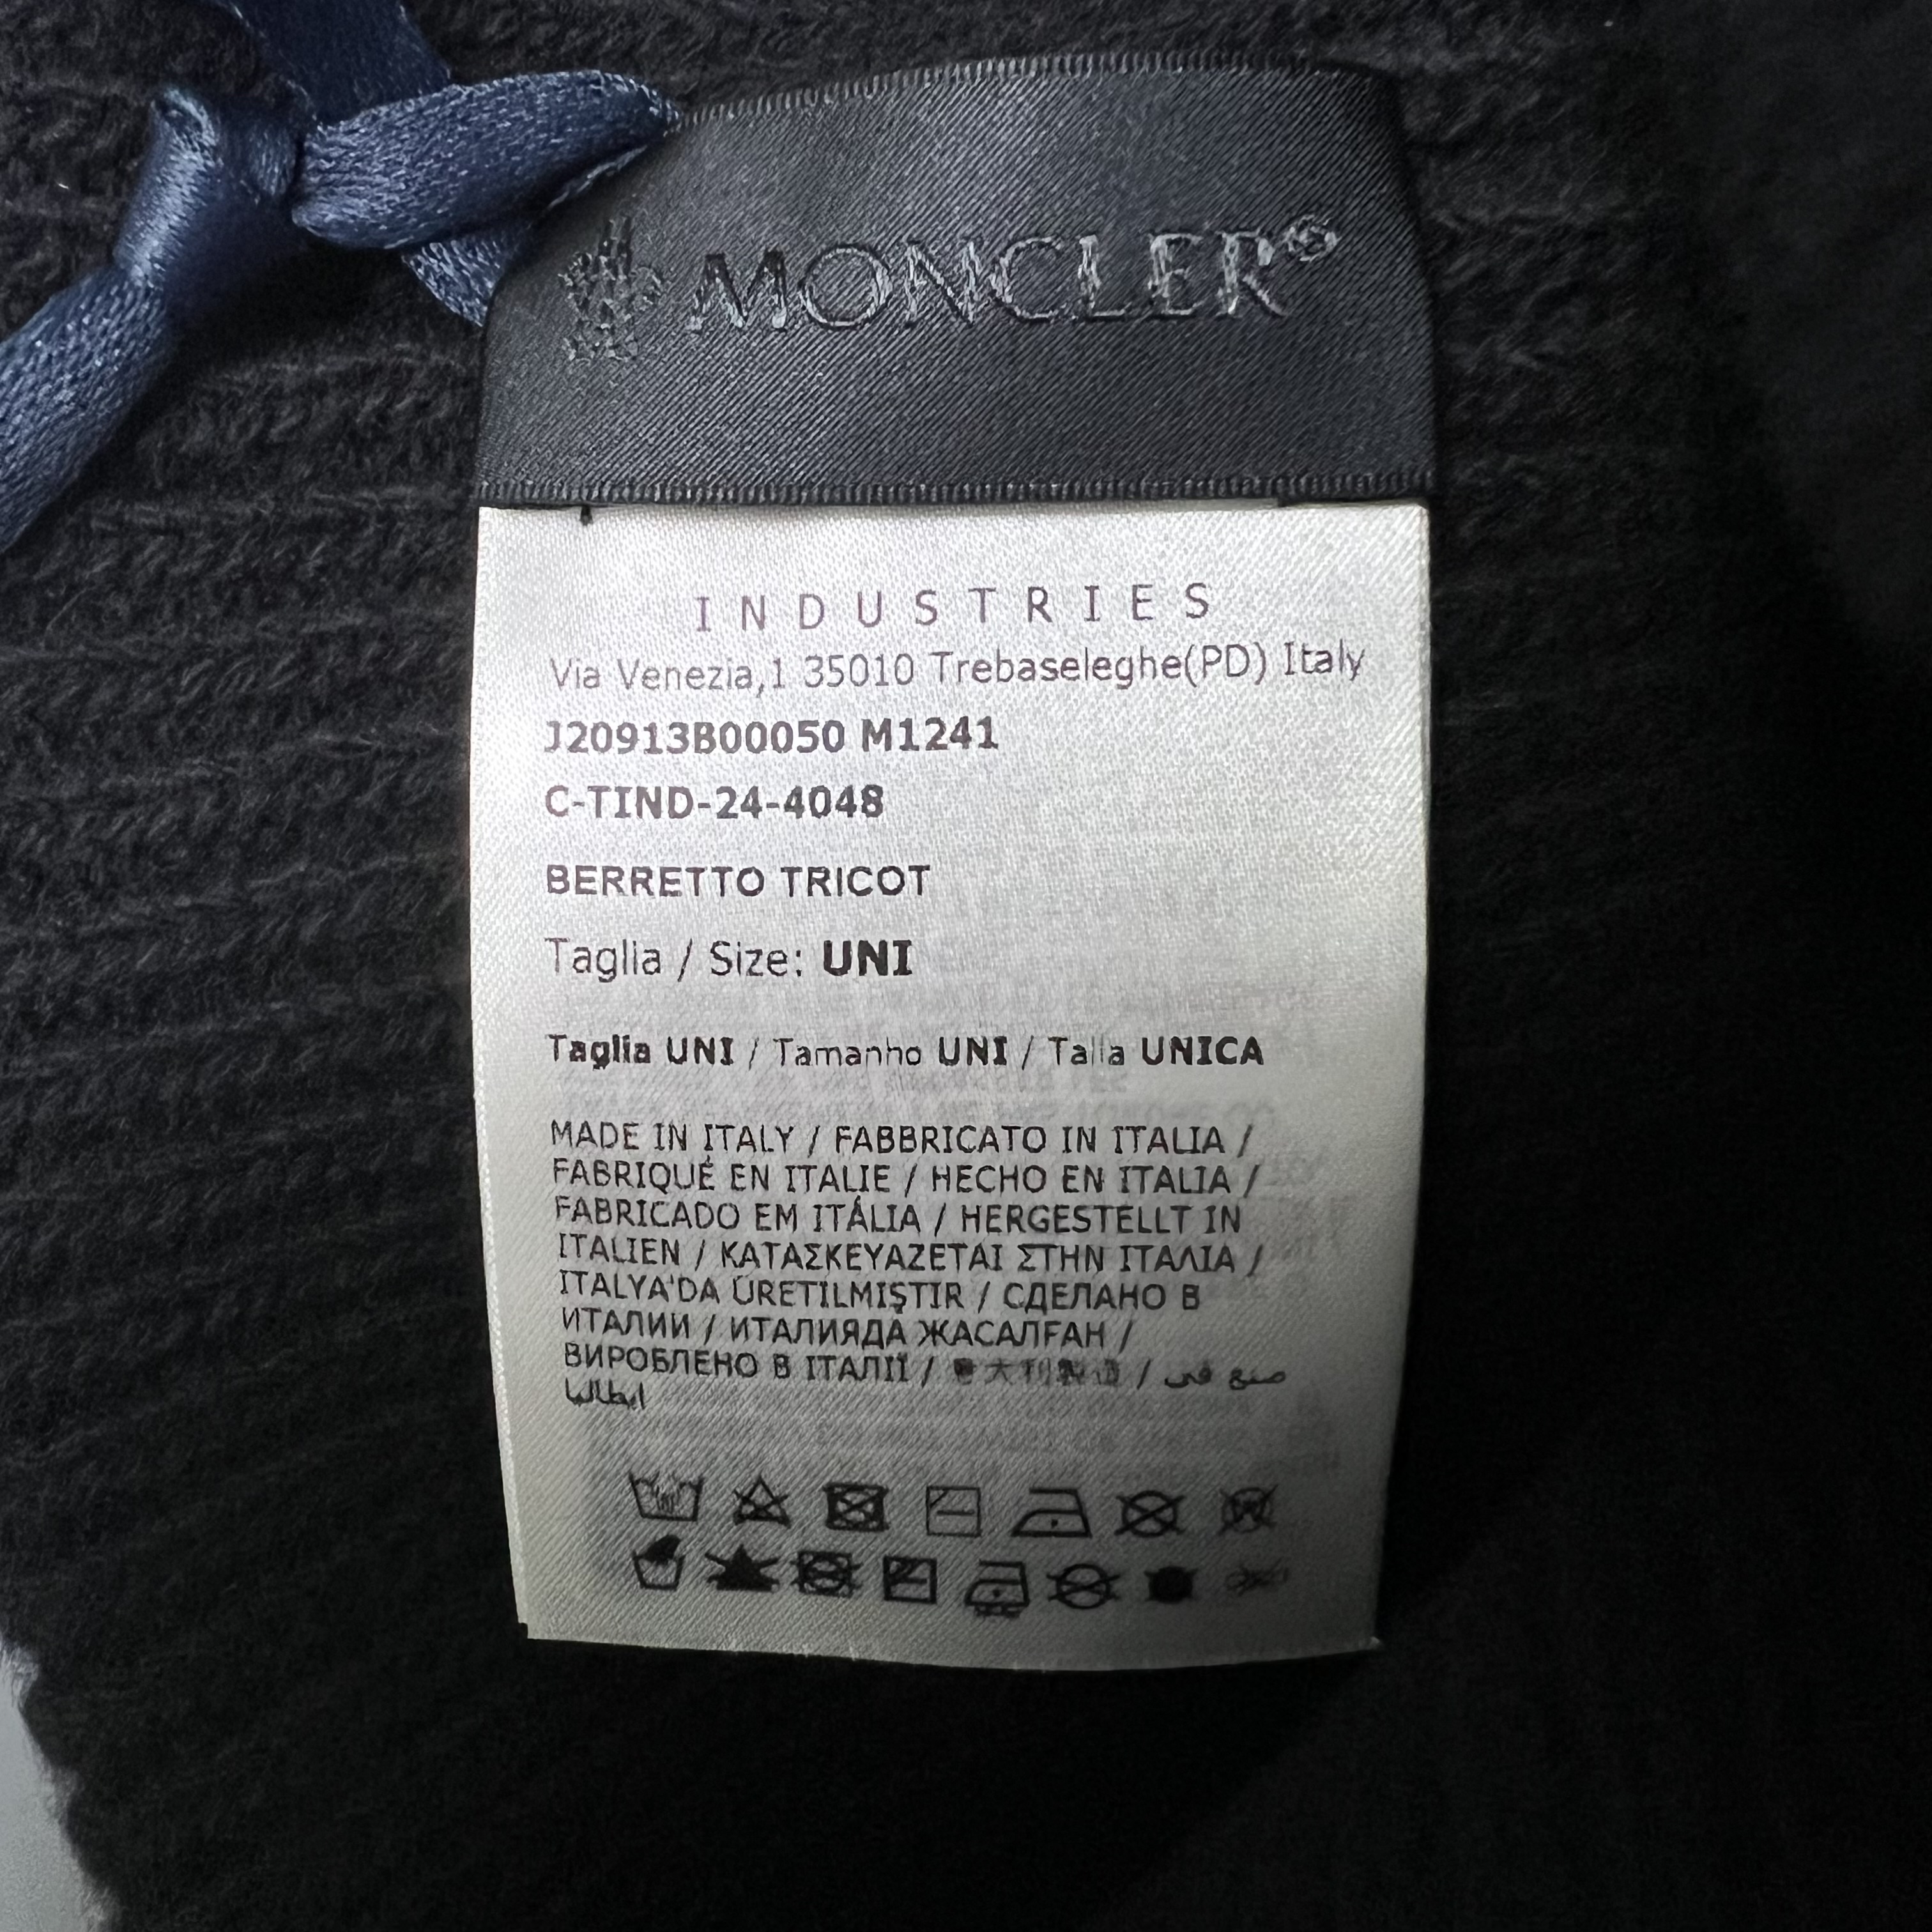 MONCLER
INDUSTRIES
Via Venezia,1 35010 Trebaseleghe(PD) Italy
J20913B00050 M1241
C-TIND-24-4048
BERRETTO TRICOT
Taglia / Size: UNI
Taglia UNI / Tamanho UNI / Talla UNICA
MADE IN ITALY / FABBRICATO IN ITALIA /
FABRIQUÉ EN ITALIE / HECHO EN ITALIA /
FABRICADO EM ITÁLIA / HERGESTELLT IN
ITALIEN / ΚΑΤΑΣΚΕΥΑΖΕΤΑΙ ΣΤΗΝ ΙΤΑΛΙΑ /
ITALYA'DA ÜRETILMIŞTIR / СДЕЛАНО В
ИТАЛИИ / ИТАЛИЯДА ЖАСАЛҒАН /
ВИРОБЛЕНО В ІТАЛІЇ / 意大利製造 / صنع في
ايطاليا